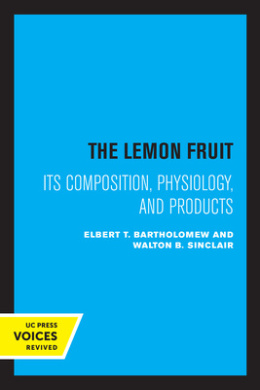 THE LEMON FRUIT
ITS COMPOSITION, PHYSIOLOGY,
AND PRODUCTS
ELBERT T. BARTHOLOMEW AND
WALTON B. SINCLAIR
UC PRESS
VOICES
REVIVED